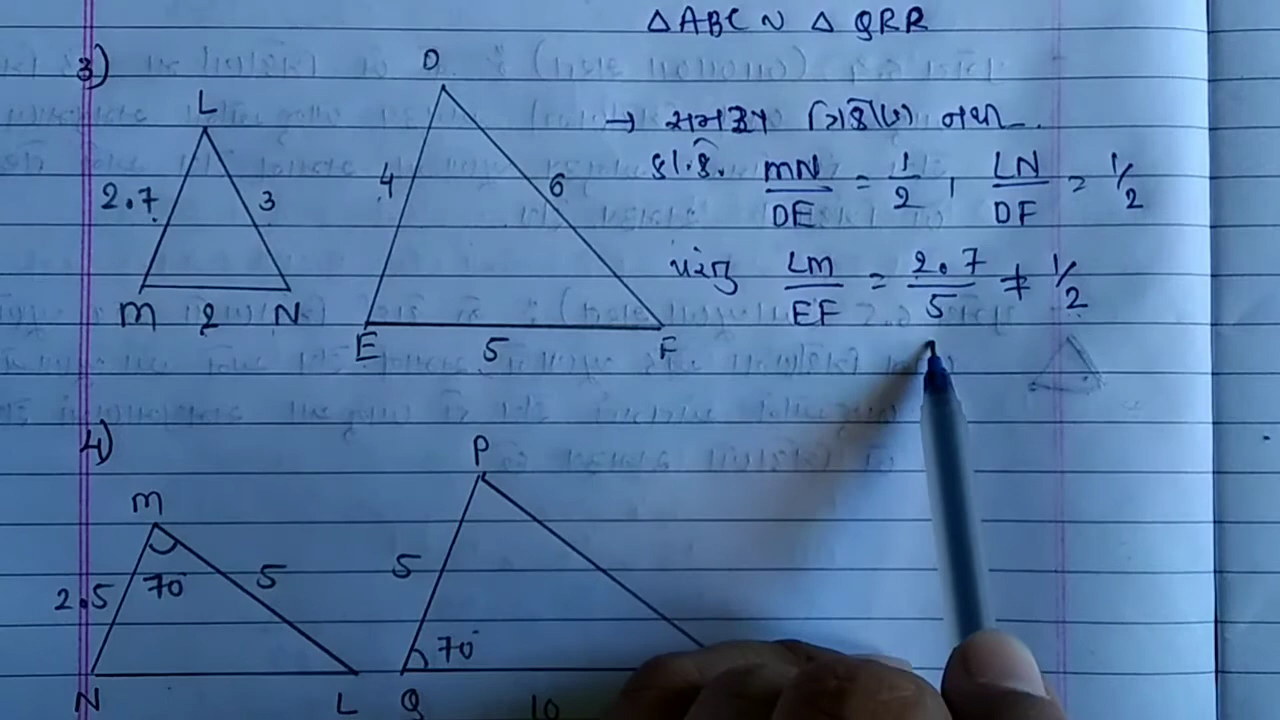 △ABC ~ △QRR
3)
D
L
→ સમરૂપ ત્રિકોણ નથી.
2.7
3
4
6
કા.કે. MN/DE = 1/2, LN/DF = 1/2
M 2 N
E 5 F
પરંતુ LM/EF = 2.7/5 ≠ 1/2
4)
M
P
2.5
70°
5
5
70°
N L
Q 10